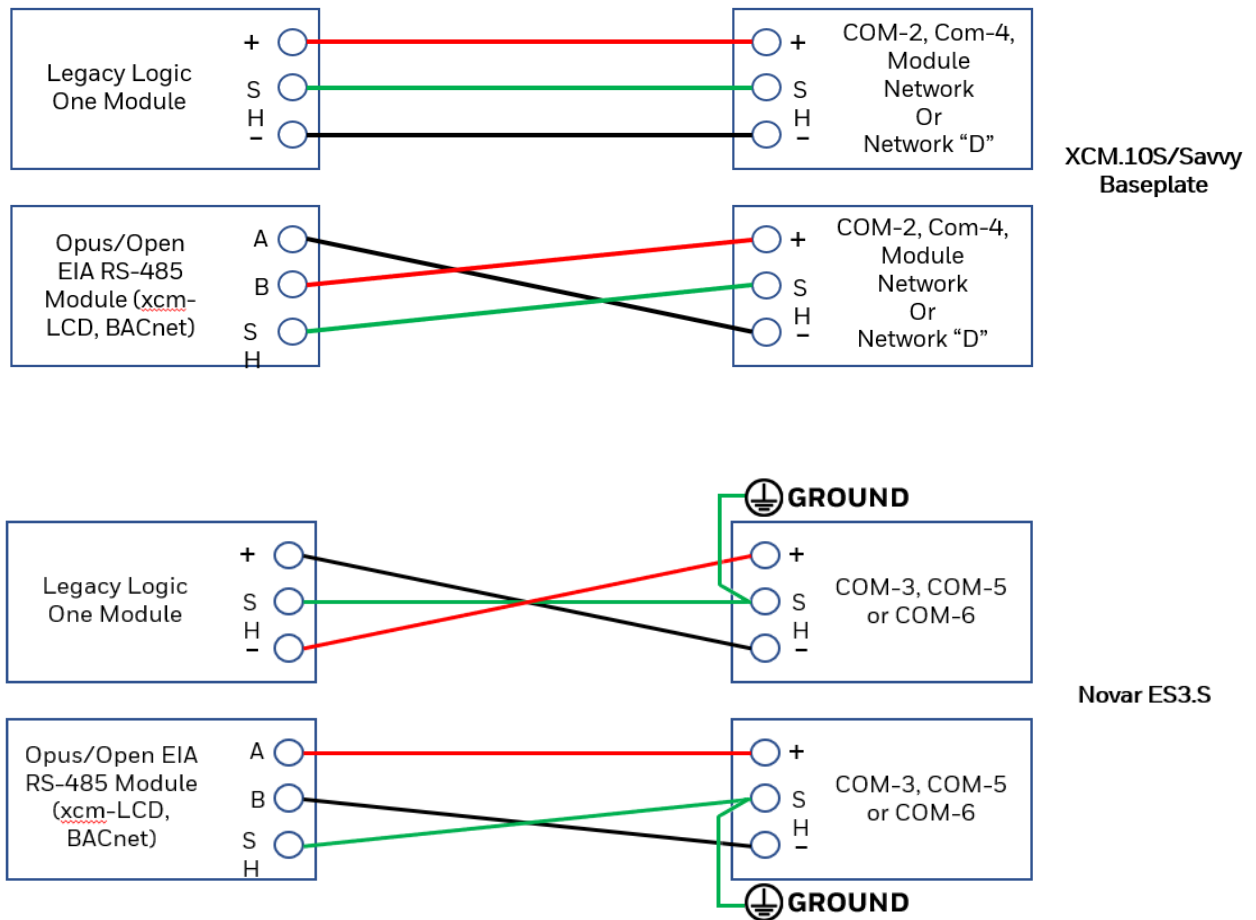 Legacy Logic
One Module
+
S
H
–
+
S
H
–
COM-2, Com-4,
Module
Network
Or
Network “D”
XCM.10S/Savvy
Baseplate
Opus/Open
EIA RS-485
Module (xcm-
LCD, BACnet)
A
B
S
H
+
S
H
–
COM-2, Com-4,
Module
Network
Or
Network “D”
GROUND
Legacy Logic
One Module
+
S
H
–
+
S
H
–
COM-3, COM-5
or COM-6
Novar ES3.S
Opus/Open EIA
RS-485 Module
(xcm-LCD,
BACnet)
A
B
S
H
+
S
H
–
COM-3, COM-5
or COM-6
GROUND